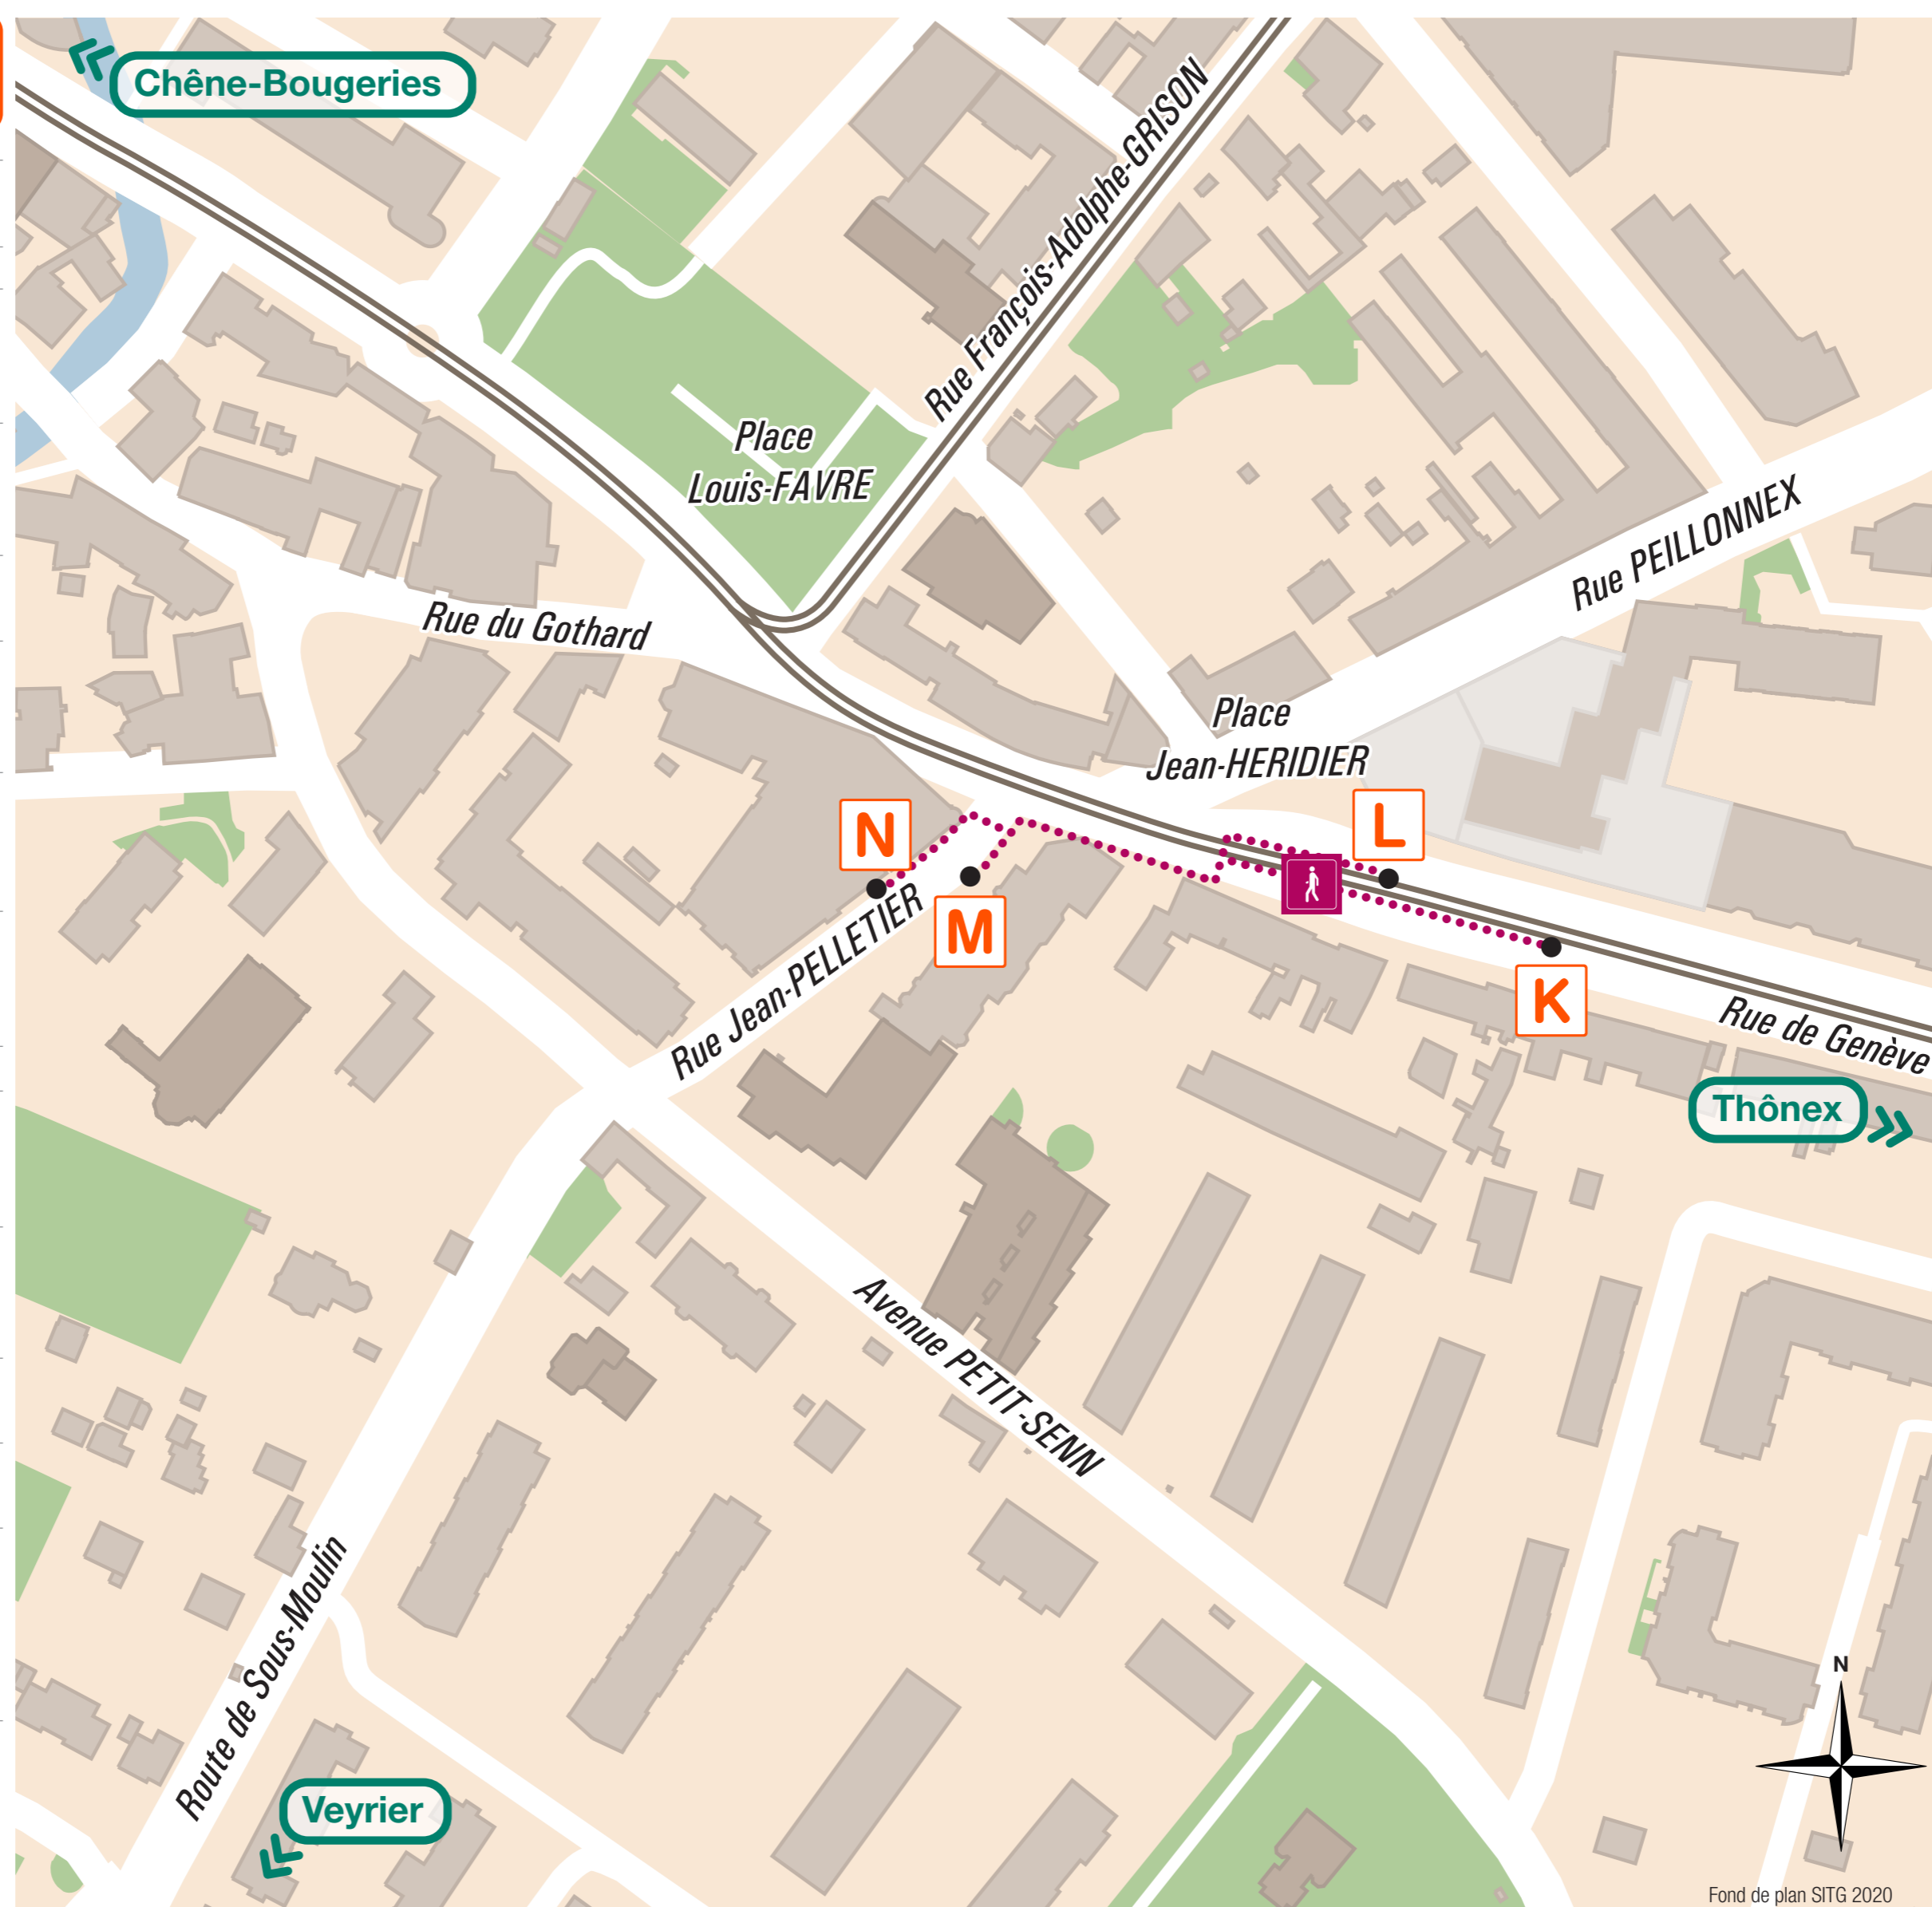 Chêne-Bougeries
Rue François-Adolphe-GRISON
Place
Louis-FAVRE
Rue PEILLONNEX
Rue du Gothard
Place
Jean-HERIDIER
N
L
M
K
Rue Jean-PELLETIER
Rue de Genève
Thônex
Avenue PETIT-SENN
Route de Sous-Moulin
N
Veyrier
Fond de plan SITG 2020